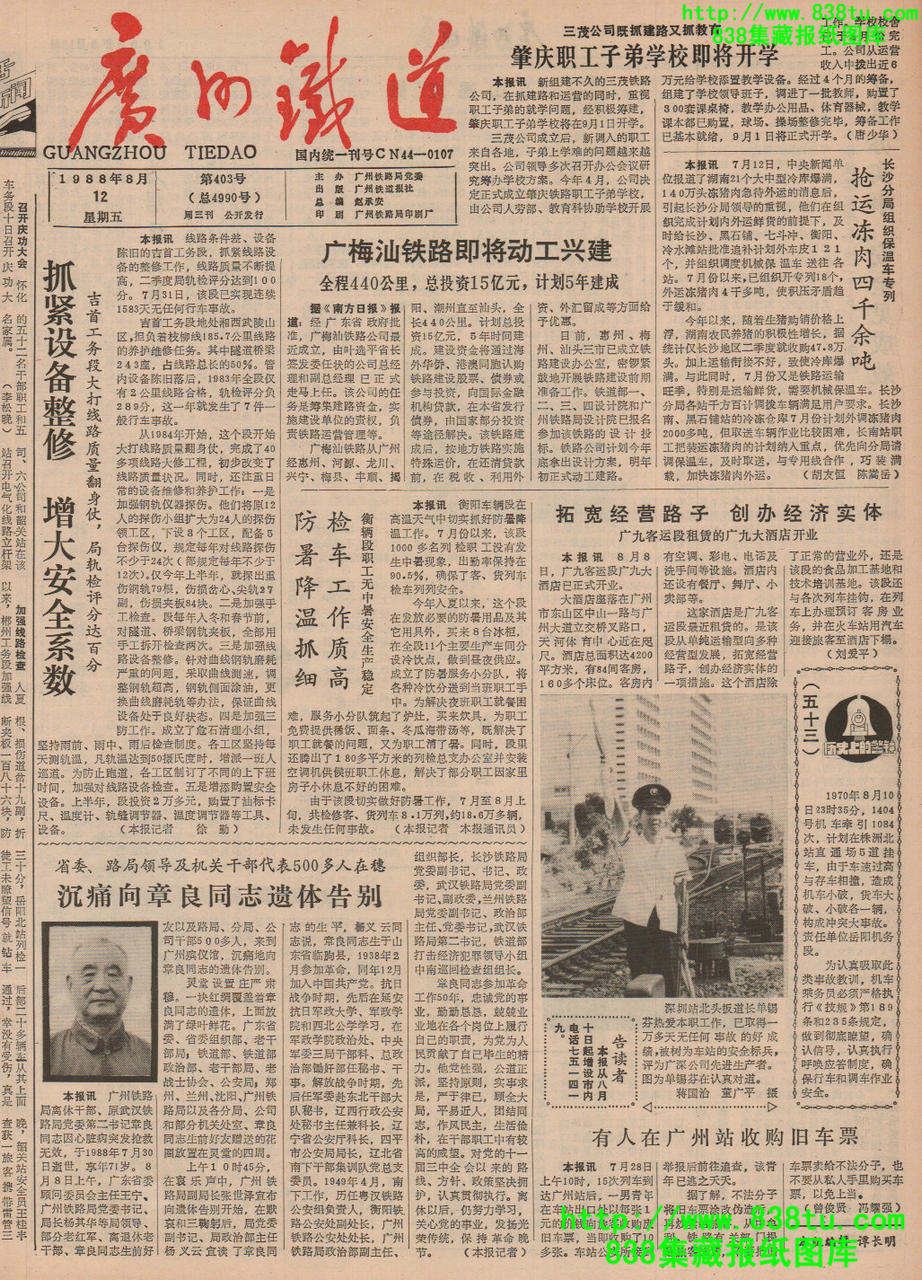 http://www.838tu.com
838集藏报纸图库
廣州鐵道
GUANGZHOU TIEDAO
国内统一刊号CN44—0107
1988年8月
12
星期五
第403号
(总4990号)
周三刊 公开发行
主办 广州铁路局党委
出版 广州铁道报社
总编 赵承安
印刷 广州铁路局印刷厂
三茂公司既抓建路又抓教育
肇庆职工子弟学校即将开学
本报讯 新组建不久的三茂铁路
公司,在抓建路和运营的同时,重视
职工子弟的就学问题,经积极筹建,
肇庆职工子弟学校将在9月1日开学。
三茂公司成立后,新调入的职工
来自各地,子弟上学难的问题越来越
突出。公司领导多次召开办公会议研
究筹办学校方案。今年4月,公司决
定正式成立肇庆铁路职工子弟学校,
由公司人劳部、教育科协助学校开展
工作。学校校舍
工。公司从运营
收入中拨出近6
万元给学校添置教学设备。经过4个月的筹备,
组建了学校领导班子,调进了一批教师,购置了
300套课桌椅,教学办公用品、体育器械,教学
课本都已购置,球场、操场整修完毕,筹备工作
已基本就绪,9月1日将正式开学。(唐少华)
长沙分局组织保温车专列
抢运冻肉四千余吨
本报讯 7月12日,中央新闻单
位报道了湖南21个大中型冷库爆满,
140万头冻猪肉急待外运的消息后,
引起长沙分局领导的重视,他们在组
织完成计划内外运鲜货的前提下,及
时给长沙、黑石铺、七斗冲、衡阳、
冷水滩站批准追补计划外车皮121
个,并组织调度机械保温车送往各
站。7月份以来,已组织开专列18个,
外运冻肉4千多吨,使积压矛盾趋
于缓和。
今年以来,随着生猪购销价格上
浮,湖南农民养猪的积极性增长,据
统计仅长沙地区二季度就收购47.8万
头。加上运输衔接不好,致使冷库爆
满。与此同时,7月份又是铁路运输
旺季,特别是运输鲜货,需要机械保温车。长沙
分局各站千方百计调拨车辆满足用户要求。长沙
南、黑石铺站的冷冻仓库7月份计划外调冻猪肉
2000多吨,但取送车辆作业比较困难,长南站职
工把装运冻猪肉的计划纳入重点,优先向分局请
调保温车,及时取送,与专用线合作,巧装满
载,加快冻猪肉外运。(胡友恒 陈嵩岳)
抓紧设备整修 增大安全系数
吉首工务段大打线路质量翻身仗,局轨检评分达百分
本报讯 线路条件差、设备
陈旧的吉首工务段,抓紧线路设
备的整修工作,线路质量不断提
高,二季度局轨检评分达到100
分。7月31日,该段已实现连续
1583天无任何行车事故。
吉首工务段地处湘西武陵山
区,担负着枝柳线185.7公里线路
的养护维修任务。其中隧道桥梁
243座,占线路总长的50%。管
内设备陈旧落后,1983年全段仅
有2公里线路合格,轨检评分负
289分,这一年就发生了7件一
般行车事故。
从1984年开始,这个段开始
大打线路质量翻身仗,完成了40
多项线路大修工程,初步改变了
线路质量状况。同时,还注重日
常的设备维修和养护工作:一是
加强钢轨仪器探伤。他们将原12
人的探伤小组扩大为24人的探伤
领工区,下设3个工区,配备5
台探伤仪,规定每年对线路探伤
不少于24次(部规定每年不少于
12次)。仅今年上半年,就探出重
伤钢轨79根,伤损岔心、尖轨27
副,伤损夹板84块。二是加强手
工检查。段每年入冬和春节前,
对隧道、桥梁钢轨夹板,全部用
手工拆开检查两次。三是加强线
路设备整修。针对曲线钢轨磨耗
严重的问题,采取曲线测速,调
整钢轨超高,钢轨侧面涂油,更
换曲线磨耗轨等办法,保证曲线
设备处于良好状态。四是加强三
防工作。成立了危石清理小组,
坚持雨前、雨中、雨后检查制度。各工区坚持每
天测轨温,凡轨温达到50摄氏度时,增派一班人
巡道。为防止跑道,各工区制订了不同的上下班
时间,加强对线路设备检查。五是增添购置安全
设备。上半年,段投资2万多元,购置了油标卡
尺、温度计、轨缝调节器、温度调节器等工具、
设备。(本报记者 徐勤)
广梅汕铁路即将动工兴建
全程440公里,总投资15亿元,计划5年建成
据《南方日报》报
道:经广东省政府批
准,广梅汕铁路公司最
近成立,由叶选平省长
签发委任状的公司总经
理和副总经理已正式
走马上任。该公司的任
务是筹集建路资金,实
施建设单位的责权,负
责铁路运营管理等。
广梅汕铁路从广州
经惠州、河源、龙川、
兴宁、梅县、丰顺、揭
阳、潮州直至汕头,全
长440公里。计划总投
资15亿元,5年时间建
成。建设资金将通过海
外华侨、港澳同胞认购
铁路建设股票、债券或
参与投资,向国际金融
机构贷款,在本省发行
债券,由国家部分投资
等途径解决。该铁路建
成后,按地方铁路实施
特殊运价,在还清贷款
前,在税收、利用外
资、外汇留成等方面给
予优惠。
目前,惠州、梅
州、汕头三市已成立铁
路建设办公室,密锣紧
鼓地开展铁路建设前期
准备工作。铁道部一、
二、三、四设计院和广
州铁路局设计院已报名
参加该铁路的设计投
标。铁路公司计划今年
底拿出设计方案,明年
初正式动工建路。
衡辆段职工无中暑安全生产稳定
检车工作质高
防暑降温抓细
本报讯 衡阳车辆段在
高温天气中切实抓好防暑降
温工作。7月份以来,该段
1000多名列检职工没有发
生中暑现象,出勤率保持在
90.5%,确保了客、货列车
检车车列安全。
今年入夏以来,这个段
在发放必要的防暑用品及其
它用具外,买来8台冰柜,
在全段11个主要生产车间分
设冷饮点,做到昼夜供应。
成立了防暑服务小分队,将
各种冷饮分送到当班职工手
中。为解决夜班职工就餐困
难,服务小分队筑起了炉灶,买来炊具,为职工
免费提供稀饭、面条、冬瓜海带汤等,既解决了
职工就餐的问题,又为职工清了暑。同时,段里
还腾出了180多平方米的列检总支办公室并安装
空调机供候班职工休息,解决了部分职工因家里
房子小休息不好的困难。
由于该段切实做好防暑工作,7月至8月上
旬,共检修客、货列车8.1万列,约18.6万多辆,
未发生任何事故。(本报记者 本报通讯员)
拓宽经营路子 创办经济实体
广九客运段租赁的广九大酒店开业
本报讯 8月8
日,广九客运段广九大
酒店已正式开业。
大酒店座落在广州
市东山区中山一路与广
州大道立交桥叉路口,
天河体育中心近在咫
尺。酒店总面积达4200
平方米,有84间客房,
160多个床位。客房内
有空调、彩电、电话及
洗手间等设施。酒店内
还设有餐厅、舞厅、小
卖部等。
这家酒店是广九客
运段最近租赁的。是该
段从单纯运输型向多种
经营型发展,拓宽经营
路子,创办经济实体的
一项措施。这个酒店除
了正常的营业外,还是
该段的食品加工基地和
技术培训基地。该段还
与各次列车挂钩,在列
车上办理预订客房业
务,并在火车站用汽车
迎接旅客至酒店下榻。
(刘爱平)
历史上的当钟
(五十三)
1970年8月10
日23时35分,1404
号机车牵引1084
次,计划在株洲北
站直通场5道挂
车,由于车速过高
与存车相撞,造成
机车小破,货车大
破、小破各一辆,
构成冲突大事故。
责任单位岳阳机务
段。
为认真吸取此
类事故教训,机车
乘务员必须严格执
行《技规》第189
条和235条规定,
做到彻底瞭望,确
认信号,认真执行
呼唤应答制度,确
保行车和调车作业
安全。
深圳站北头板道长单锡
芬热爱本职工作,已取得一
万多天无任何事故的好成
绩,被树为车站的安全标兵,
评为广深公司先进生产者。
图为单锡芬在认真对道。
蒋国治 董广平 摄
告读者
本报从八月
十日起增设市内
电话七五一四一
九。
省委、路局领导及机关干部代表500多人在穗
沉痛向章良同志遗体告别
本报讯 广州铁路
局离休干部、原武汉铁
路局党委第二书记章良
同志因心脏病突发抢救
无效,于1988年7月30
日逝世,享年71岁。8
月8日上午,广东省委
顾问委员会主任王宁、
广州铁路局党委书记、
局长杨其华等局领导、
部分老红军、离退休老
干部、章良同志生前好
友以及路局、分局、公
司干部500多人,来到
广州殡仪馆,沉痛地向
章良同志的遗体告别。
灵堂设置庄严肃
穆。一块红绸覆盖着章
良同志的遗体,上面放
满了绿叶鲜花。广东省
委、省委组织部、老干
部局;铁道部、铁道部
政治部、老干部局、老
战士协会、公安局;郑
州、兰州、沈阳、广州铁
路局以及各分局、公司
和部分机关处室、章良
同志生前好友赠送的花
圈放置在灵堂的四周。
上午10时45分,
在哀乐声中,广州铁
路局副局长张世泽宣布
向遗体告别开始,在默
哀和三鞠躬后,局党委
副书记、局政治部主任
杨义云宣读了章良同
志的生平。杨义云同
志说,章良同志生于山
东省临朐县,1938年2
月参加革命,同年12月
加入中国共产党。抗日
战争时期,先后在延安
抗日军政大学、军政学
院和西北公学学习,在
军政学院政治处、中央
军委三局干部科、总政
治部锄奸部任秘书、干
事。解放战争时期,先
后任军委赴东北干部大
队秘书,辽西行政公安
处秘书主任兼科长,辽
宁省公安厅科长,四平
市公安局局长,辽北省
南下干部集训队党总支
委员。1949年4月,南
下工作,历任粤汉铁路
公安组负责人,衡阳铁
路公安处副处长,广州
铁路公安处处长,广州
铁路局政治部副主任、
组织部长,长沙铁路局
党委副书记、书记、政
委,武汉铁路局党委副
书记、副政委,兰州铁路
局党委副书记、政治部
主任、党委书记,武汉铁
路局第二书记,铁道部
打击经济犯罪领导小组
中南巡回检查组组长。
章良同志参加革命
工作50年,忠诚党的事
业,勤勤恳恳,兢兢业
业地在各个岗位上履行
自己的职责,为党为人
民贡献了自己毕生的精
力。他党性强,公道正
派,坚持原则,实事求
是,严于律己,顾全大
局,平易近人,团结同
志,作风民主,生活俭
朴,在干部职工中有较
高的威望。对党的十一
届三中全会以来的路
线、方针、政策坚决拥
护,认真贯彻执行。离
休以后,仍努力学习,
关心党的事业,发扬光
荣传统,保持革命晚
节。(本报记者)
有人在广州站收购旧车票
本报讯 7月28日
上午10时,15次列车到
达广州站后,一男青年
举报后前往追查,该青
年已逃之夭夭。
据了解,不法分子
车票卖给不法分子,也
不要从私人手里购买车
票,以免上当。
(曾俊贤 冯耀强)
谭长明
http://www.838tu.com
838集藏报纸图库